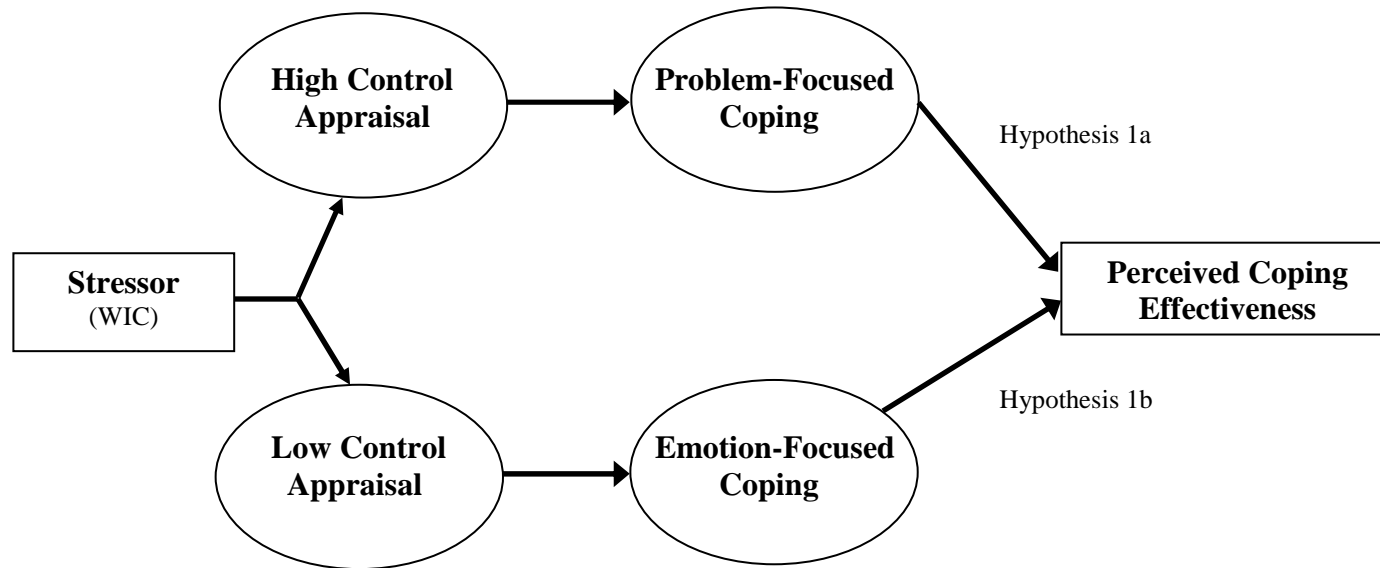 High Control
Appraisal
Problem-Focused
Coping
Hypothesis 1a
Stressor
(WIC)
Perceived Coping
Effectiveness
Hypothesis 1b
Low Control
Appraisal
Emotion-Focused
Coping